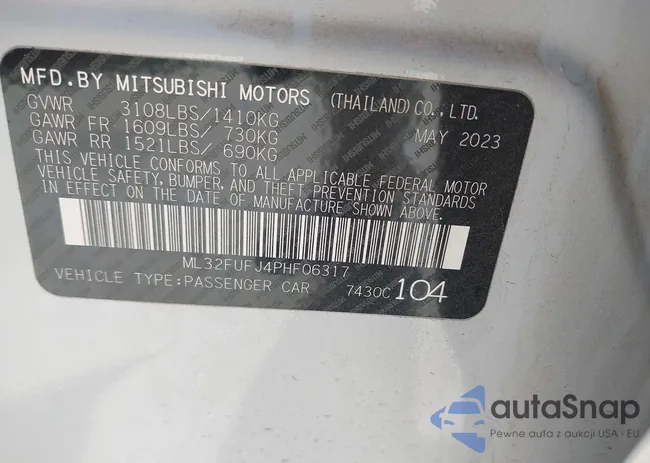 MFD.BY MITSUBISHI MOTORS (THAILAND) CO., LTD.
GVWR 3108LBS/1410KG
GAWR FR 1609LBS/ 730KG MAY 2023
GAWR RR 1521LBS/ 690KG
THIS VEHICLE CONFORMS TO ALL APPLICABLE FEDERAL MOTOR
VEHICLE SAFETY, BUMPER, AND THEFT PREVENTION STANDARDS
IN EFFECT ON THE DATE OF MANUFACTURE SHOWN ABOVE.
ML32FUFJ4PHF06317
VEHICLE TYPE:PASSENGER CAR 7430C 104
autoSnap
Pewne auta z aukcji USA i EU